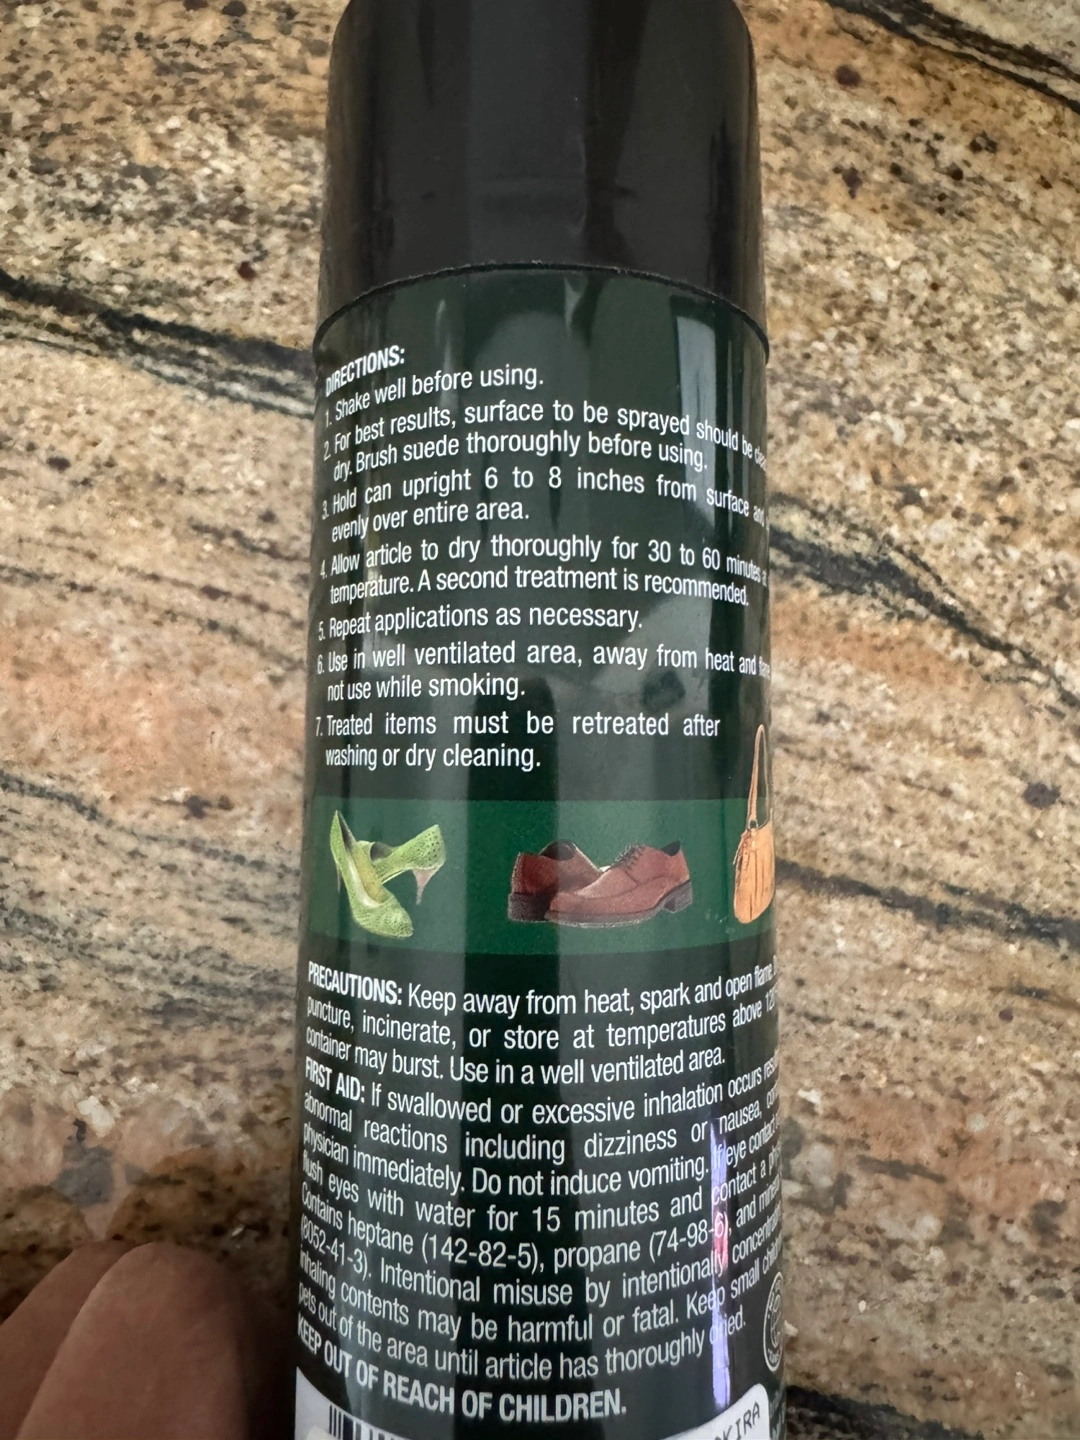 DIRECTIONS:
1. Shake well before using.
2. For best results, surface to be sprayed should be
dry. Brush suede thoroughly before using.
3. Hold can upright 6 to 8 inches from surface and
evenly over entire area.
4. Allow article to dry thoroughly for 30 to 60 minutes
temperature. A second treatment is recommended.
5. Repeat applications as necessary.
6. Use in well ventilated area, away from heat and
not use while smoking.
7. Treated items must be retreated after
washing or dry cleaning.
PRECAUTIONS: Keep away from heat, spark and open flame.
puncture, incinerate, or store at temperatures above
container may burst. Use in a well ventilated area.
FIRST AID: If swallowed or excessive inhalation occurs
abnormal reactions including dizziness or nausea,
physician immediately. Do not induce vomiting. If eye contact
flush eyes with water for 15 minutes and contact a
Contains heptane (142-82-5), propane (74-98-6), and
(8052-41-3). Intentional misuse by intentionally
inhaling contents may be harmful or fatal. Keep small
pets out of the area until article has thoroughly dried.
KEEP OUT OF REACH OF CHILDREN.